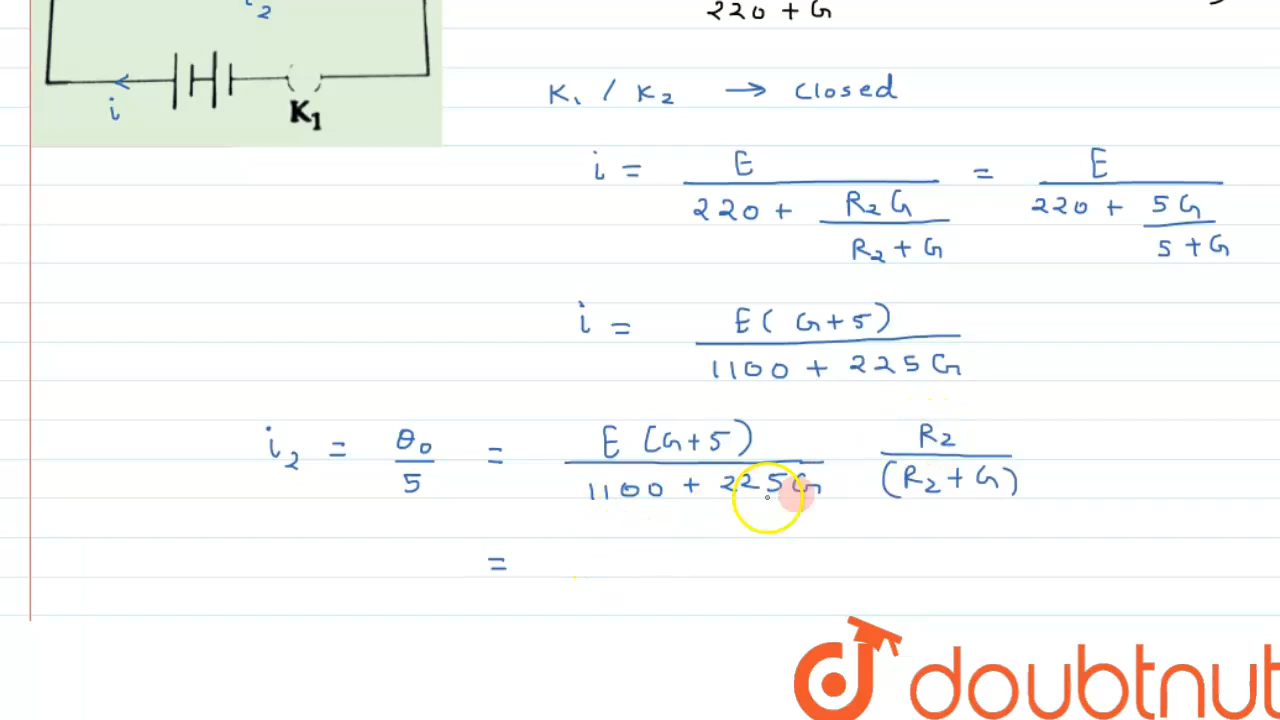 i2
220 + G
K1 / K2 → closed
i
K1
i = E / (220 + R2G / (R2 + G)) = E / (220 + 5G / (5 + G))
i = E(G+5) / (1100 + 225G)
i2 = θ0 / 5 = E(G+5) / (1100 + 225G) R2 / (R2 + G)
=
doubtnut